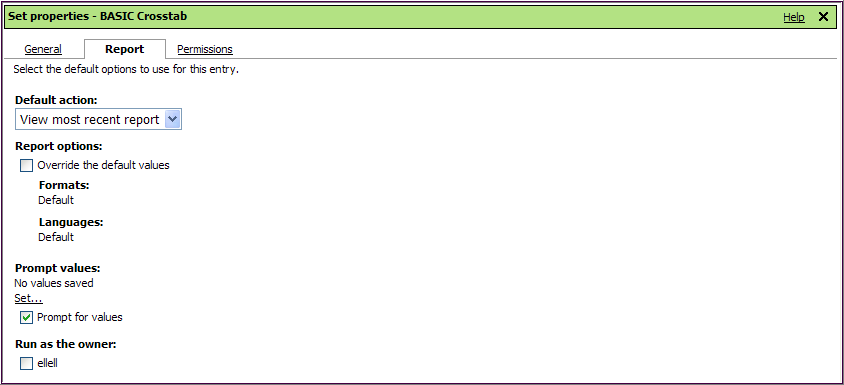 Set properties - BASIC Crosstab Help X
General Report Permissions
Select the default options to use for this entry.
Default action:
View most recent report
Report options:
Override the default values
Formats:
Default
Languages:
Default
Prompt values:
No values saved
Set...
Prompt for values
Run as the owner:
ellell